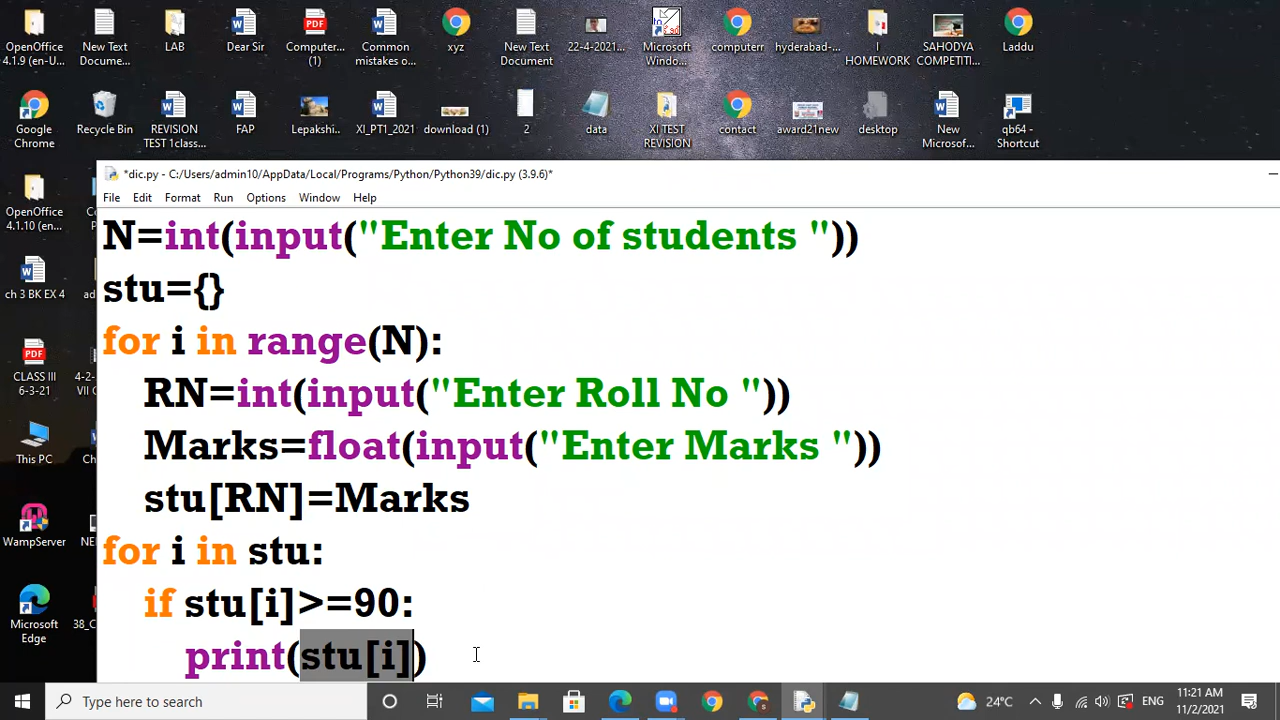 OpenOffice 4.1.9 (en-U...
New Text Docume...
LAB
Dear Sir
Computer... (1)
Common mistakes o...
xyz
New Text Document
22-4-2021...
Microsoft Windo...
computerr
hyderabad-...
I HOMEWORK
SAHODYA COMPETITI...
Laddu
Google Chrome
Recycle Bin
REVISION TEST 1class...
FAP
Lepakshi..
XI_PT1_2021
download (1)
2
data
XI TEST REVISION
contact
award21new
desktop
New Microsof...
qb64 - Shortcut
*dic.py - C:/Users/admin10/AppData/Local/Programs/Python/Python39/dic.py (3.9.6)*
File Edit Format Run Options Window Help
OpenOffice 4.1.10 (en...
ch 3 BK EX 4
CLASS III 6-3-21
This PC
WampServer
Microsoft Edge
N=int(input("Enter No of students "))
stu={}
for i in range(N):
RN=int(input("Enter Roll No "))
Marks=float(input("Enter Marks "))
stu[RN]=Marks
for i in stu:
if stu[i]>=90:
print(stu[i])
Type here to search
24°C
ENG
11:21 AM
11/2/2021